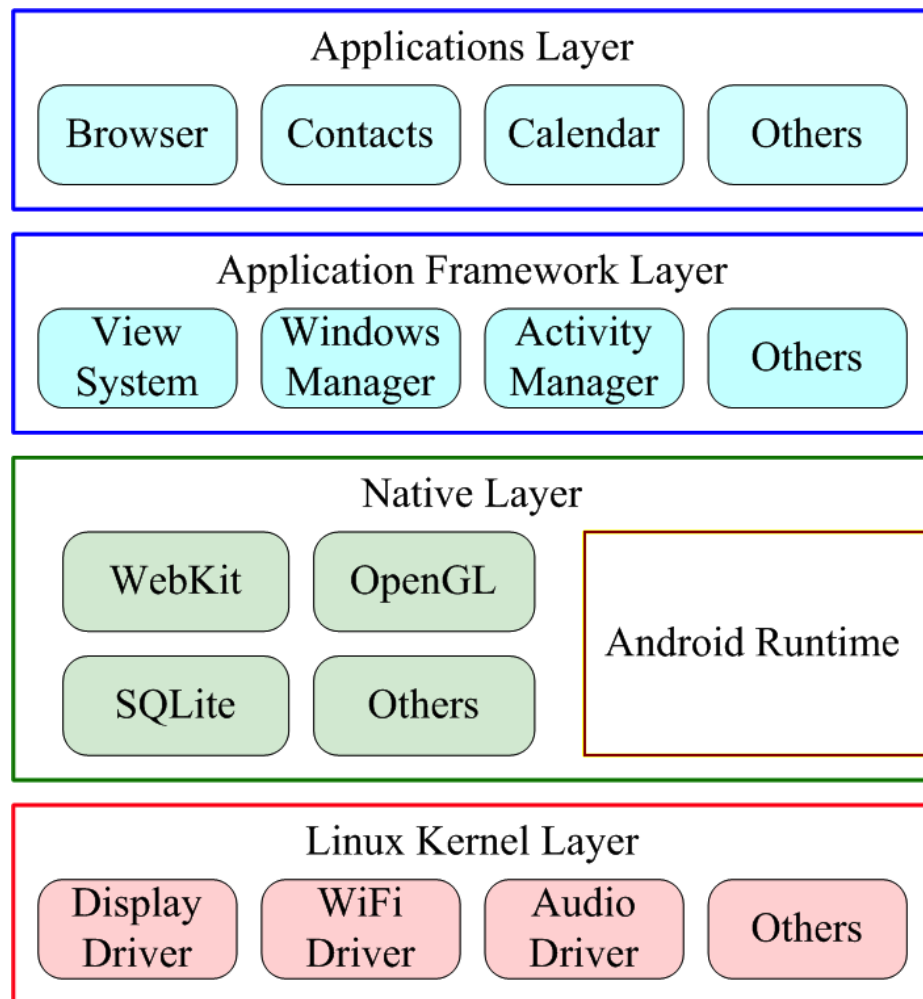 Applications Layer
Browser
Contacts
Calendar
Others
Application Framework Layer
View
System
Windows
Manager
Activity
Manager
Others
Native Layer
WebKit
OpenGL
SQLite
Others
Android Runtime
Linux Kernel Layer
Display
Driver
WiFi
Driver
Audio
Driver
Others